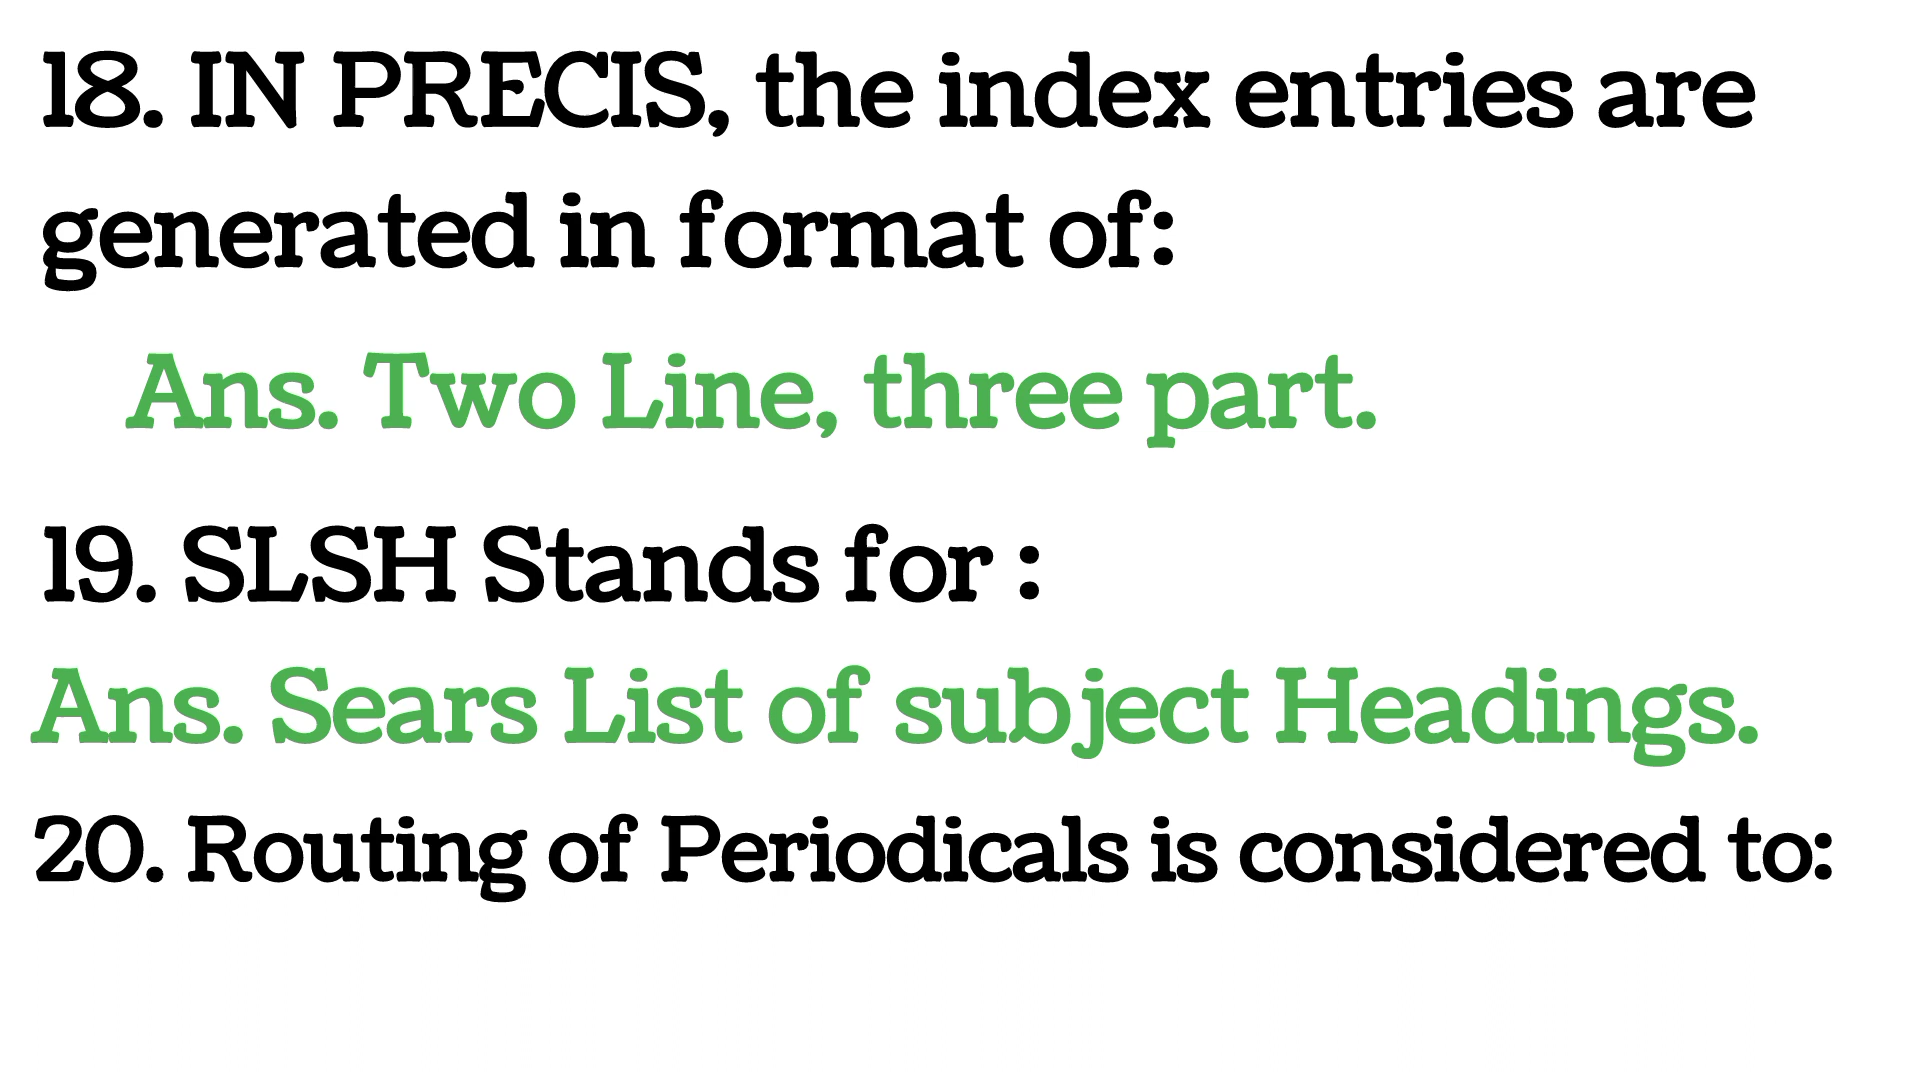 18. IN PRECIS, the index entries are
generated in format of:
Ans. Two Line, three part.
19. SLSH Stands for :
Ans. Sears List of subject Headings.
20. Routing of Periodicals is considered to: